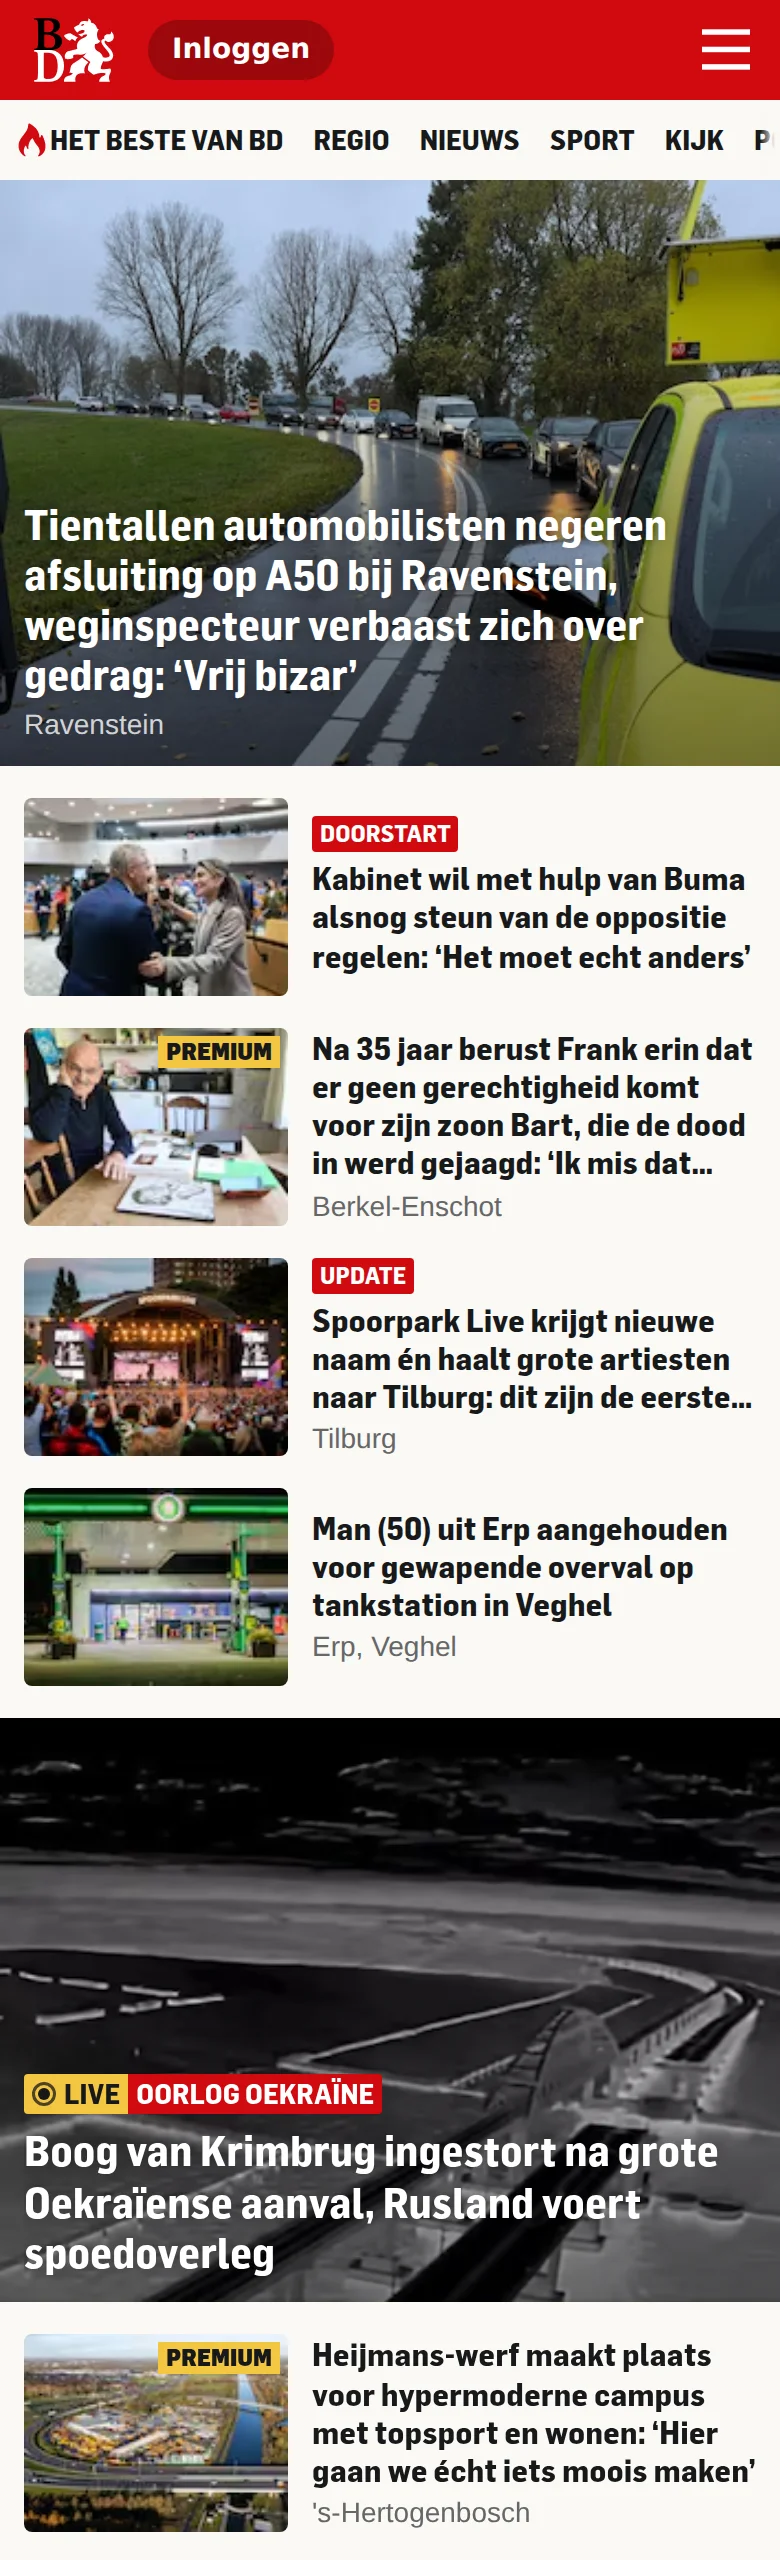 B
D
Inloggen
HET BESTE VAN BD REGIO NIEUWS SPORT KIJK
Tientallen automobilisten negeren
afsluiting op A50 bij Ravenstein,
weginspecteur verbaast zich over
gedrag: ‘Vrij bizar’
Ravenstein
DOORSTART
Kabinet wil met hulp van Buma
alsnog steun van de oppositie
regelen: ‘Het moet echt anders’
PREMIUM
Na 35 jaar berust Frank erin dat
er geen gerechtigheid komt
voor zijn zoon Bart, die de dood
in werd gejaagd: ‘Ik mis dat...
Berkel-Enschot
UPDATE
Spoorpark Live krijgt nieuwe
naam én haalt grote artiesten
naar Tilburg: dit zijn de eerste...
Tilburg
Man (50) uit Erp aangehouden
voor gewapende overval op
tankstation in Veghel
Erp, Veghel
LIVE OORLOG OEKRAÏNE
Boog van Krimbrug ingestort na grote
Oekraïense aanval, Rusland voert
spoedoverleg
PREMIUM
Heijmans-werf maakt plaats
voor hypermoderne campus
met topsport en wonen: ‘Hier
gaan we écht iets moois maken’
's-Hertogenbosch